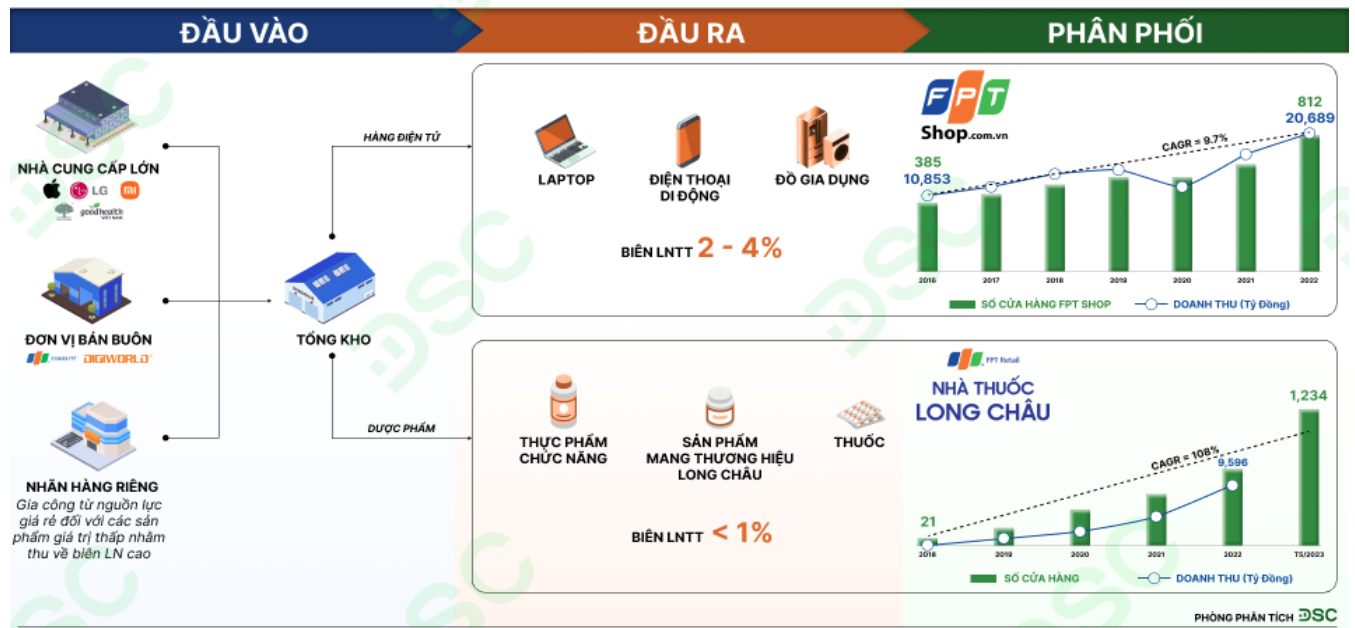 ĐẦU VÀO
ĐẦU RA
PHÂN PHỐI
NHÀ CUNG CẤP LỚN
LG
mi
goodhealth
VIỆT NAM
ĐƠN VỊ BÁN BUÔN
DIGIWORLD
NHÃN HÀNG RIÊNG
Gia công từ nguồn lực
giá rẻ đối với các sản
phẩm giá trị thấp nhằm
thu về biên LN cao
TỔNG KHO
HÀNG ĐIỆN TỬ
DƯỢC PHẨM
LAPTOP
ĐIỆN THOẠI
DI ĐỘNG
ĐỒ GIA DỤNG
BIÊN LNTT 2 - 4%
FPT
Shop.com.vn
385
10,853
CAGR = 9.7%
812
20,689
2016
2017
2018
2019
2020
2021
2022
SỐ CỬA HÀNG FPT SHOP
DOANH THU (Tỷ Đồng)
THỰC PHẨM
CHỨC NĂNG
SẢN PHẨM
MANG THƯƠNG HIỆU
LONG CHÂU
THUỐC
BIÊN LNTT < 1%
FPT Retail
NHÀ THUỐC
LONG CHÂU
21
CAGR = 108%
9,596
1,234
2018
2019
2020
2021
2022
T5/2023
SỐ CỬA HÀNG
DOANH THU (Tỷ Đồng)
PHÒNG PHÂN TÍCH DSC
DSC